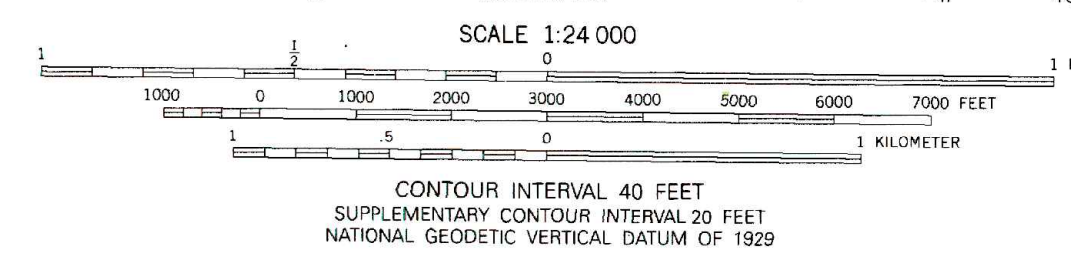 SCALE 1:24 000
1 1/2 0 1
1000 0 1000 2000 3000 4000 5000 6000 7000 FEET
1 .5 0 1 KILOMETER
CONTOUR INTERVAL 40 FEET
SUPPLEMENTARY CONTOUR INTERVAL 20 FEET
NATIONAL GEODETIC VERTICAL DATUM OF 1929